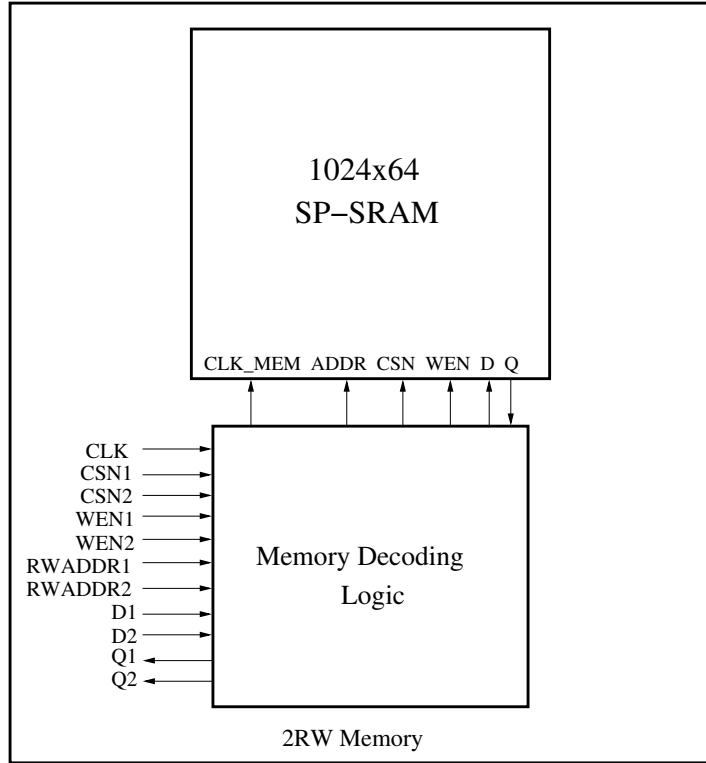 1024x64
SP−SRAM
CLK_MEM ADDR CSN WEN D Q
CLK
CSN1
CSN2
WEN1
WEN2
RWADDR1
RWADDR2
D1
D2
Q1
Q2
Memory Decoding
Logic
2RW Memory